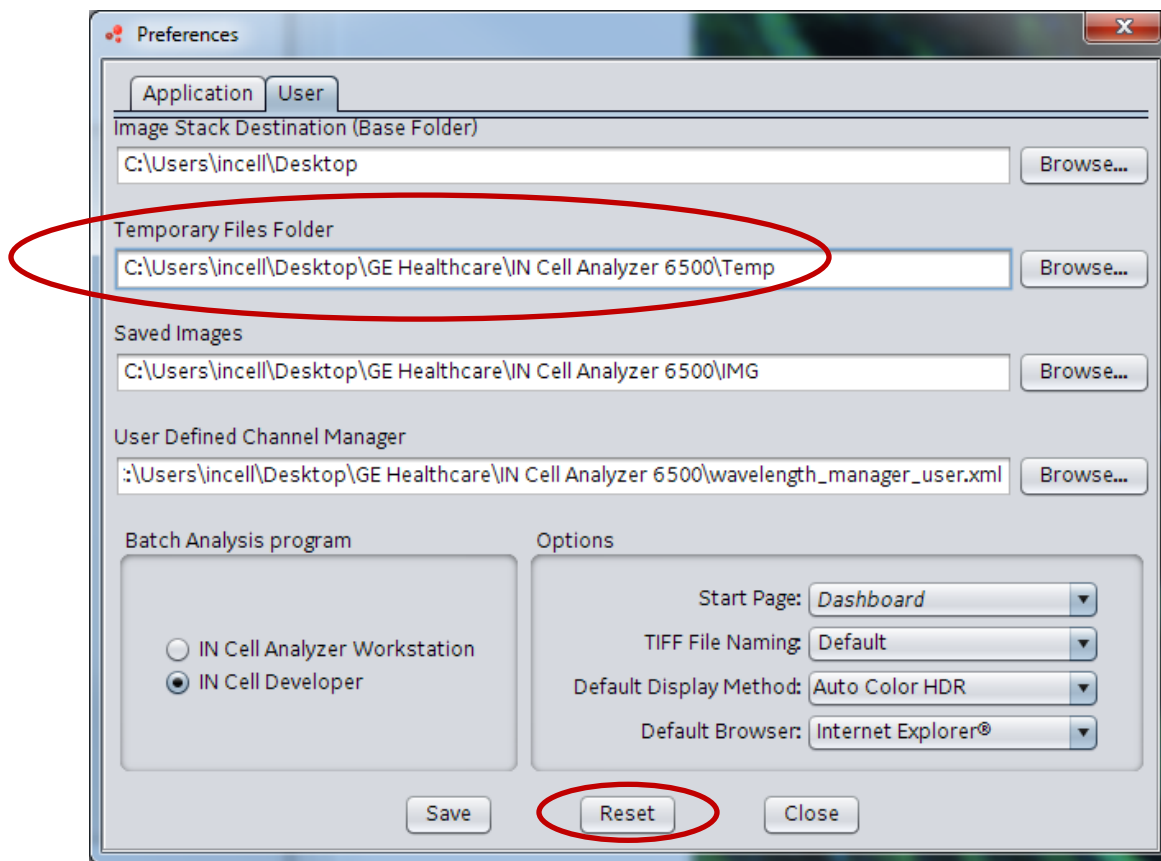 Preferences
Application User
Image Stack Destination (Base Folder)
C:\Users\incell\Desktop Browse...
Temporary Files Folder
C:\Users\incell\Desktop\GE Healthcare\IN Cell Analyzer 6500\Temp Browse...
Saved Images
C:\Users\incell\Desktop\GE Healthcare\IN Cell Analyzer 6500\IMG Browse...
User Defined Channel Manager
:\Users\incell\Desktop\GE Healthcare\IN Cell Analyzer 6500\wavelength_manager_user.xml Browse...
Batch Analysis program
IN Cell Analyzer Workstation
IN Cell Developer
Options
Start Page: Dashboard
TIFF File Naming: Default
Default Display Method: Auto Color HDR
Default Browser: Internet Explorer®
Save Reset Close